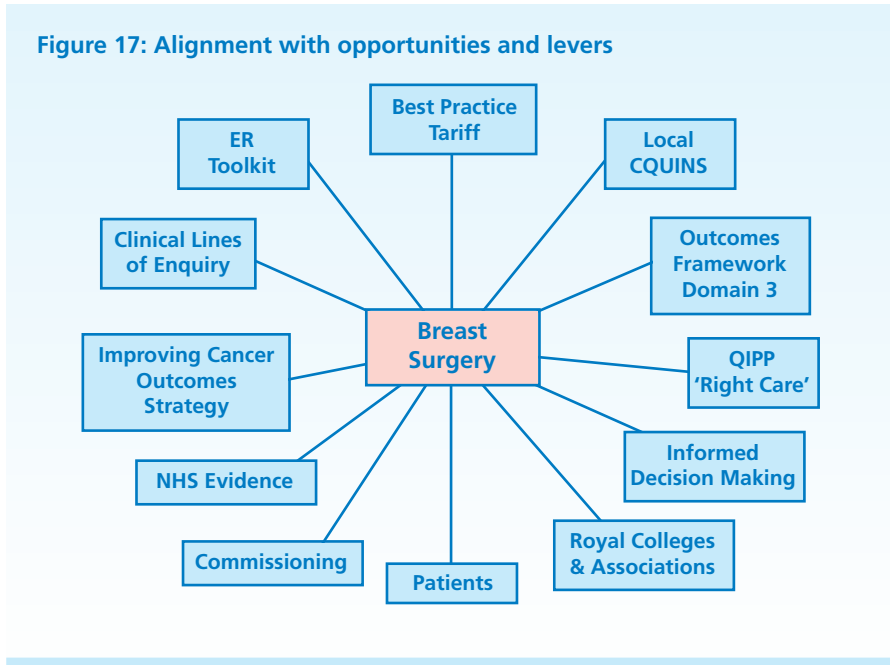 Figure 17: Alignment with opportunities and levers
Best Practice
Tariff
ER
Toolkit
Local
CQUINS
Clinical Lines
of Enquiry
Outcomes
Framework
Domain 3
Breast
Surgery
Improving Cancer
Outcomes
Strategy
QIPP
‘Right Care’
Informed
Decision Making
NHS Evidence
Royal Colleges
& Associations
Commissioning
Patients